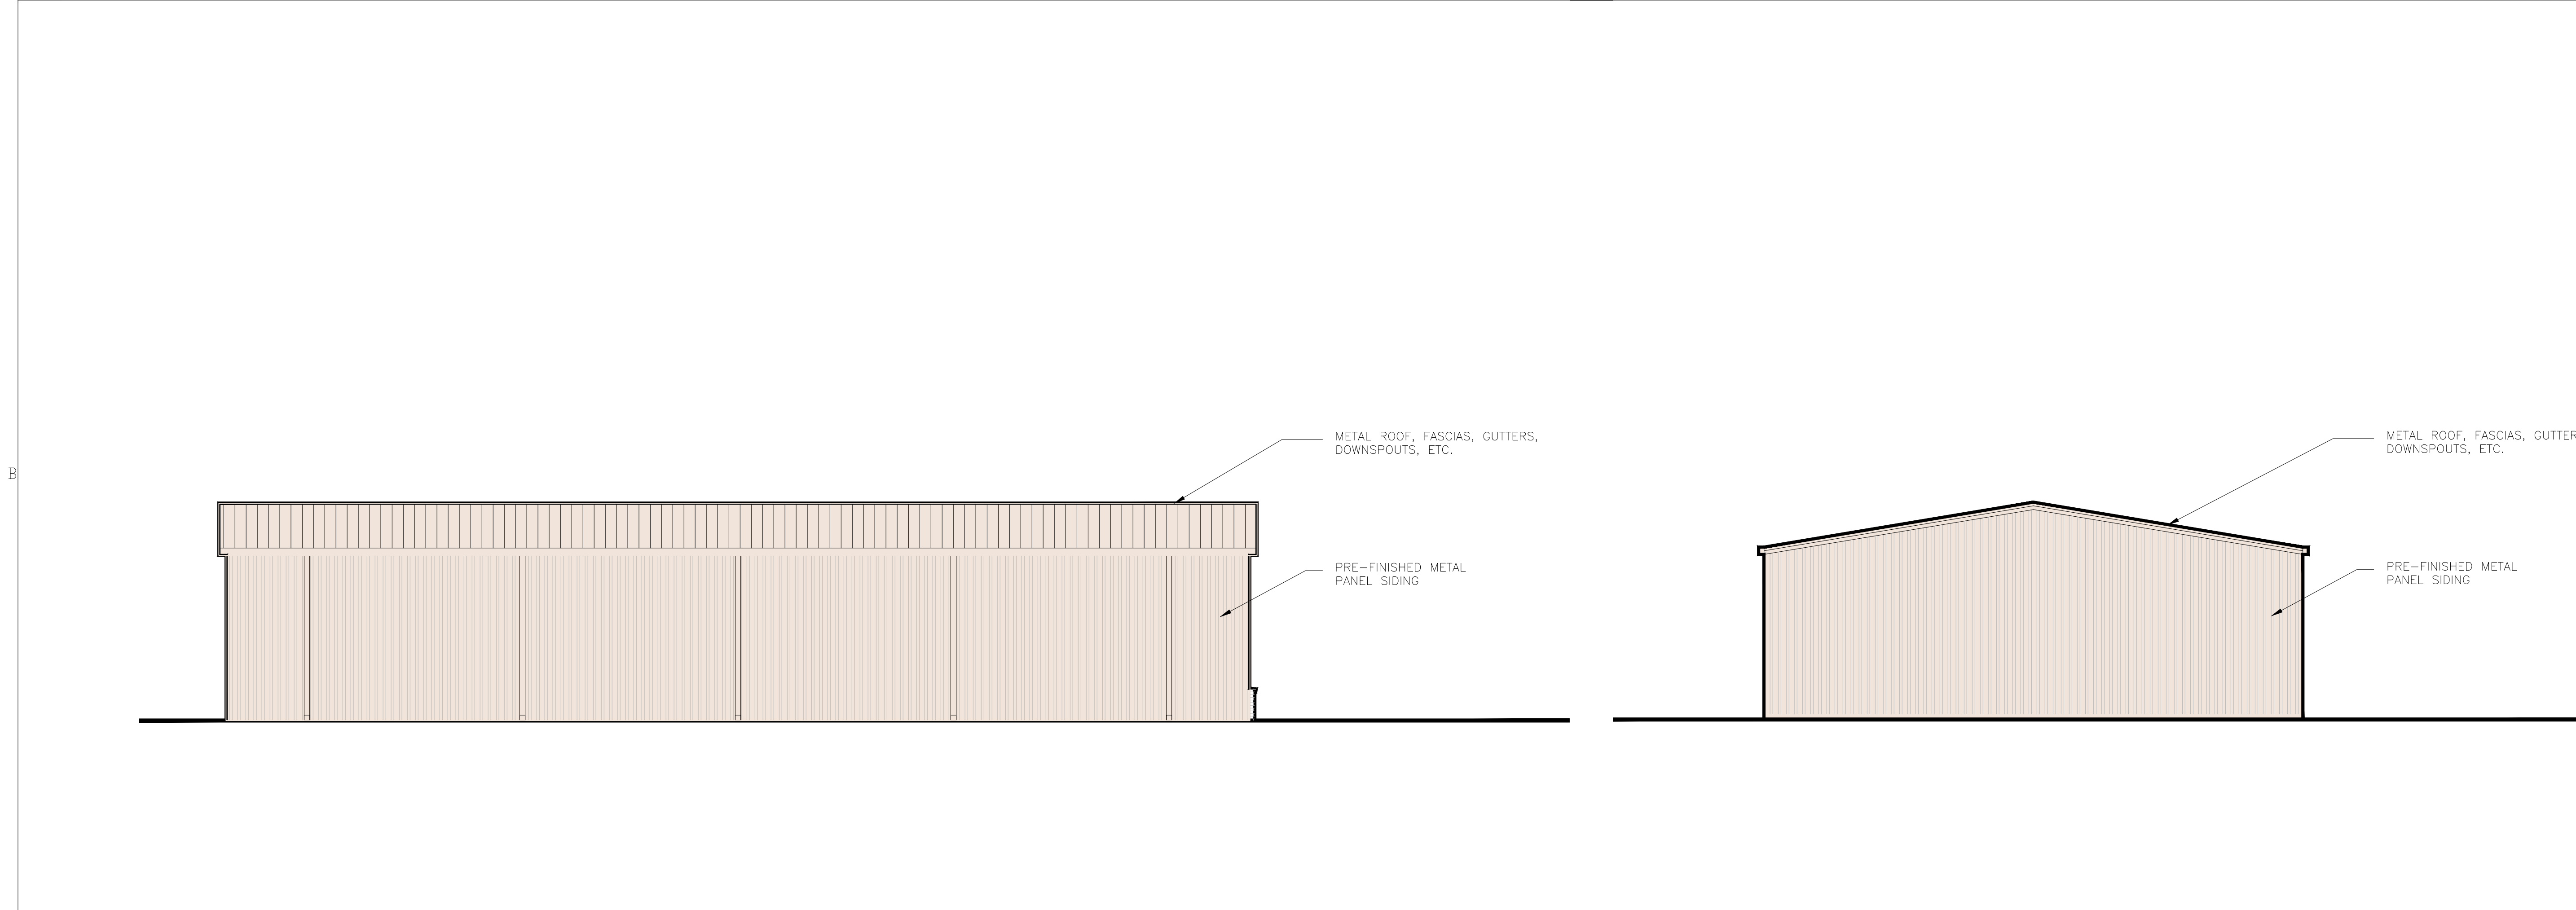 METAL ROOF, FASCIAS, GUTTERS,
DOWNSPOUTS, ETC.
METAL ROOF, FASCIAS, GUTTER
DOWNSPOUTS, ETC.
B
PRE-FINISHED METAL
PANEL SIDING
PRE-FINISHED METAL
PANEL SIDING